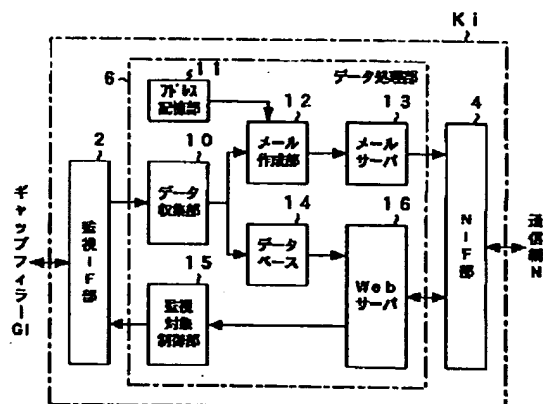 Ki
6
データ処理部
11
アドレス
記憶部
12
メール
作成部
13
メール
サーバ
4
NーIF部
2
監視ーIF部
10
データ
収集部
14
データ
ベース
16
Web
サーバ
15
監視
対象
制御部
ギャップフィラーGI
通信網N